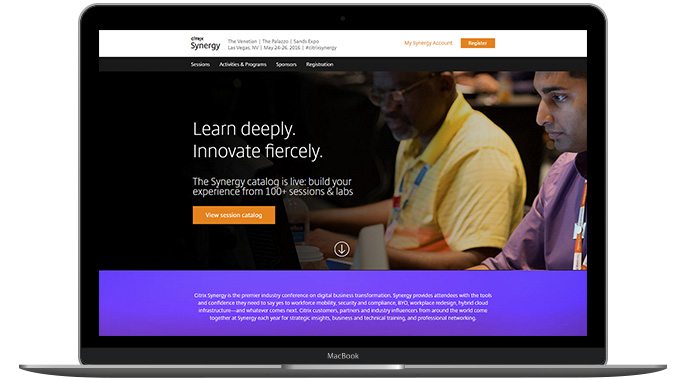 citrix
Synergy
The Venetian | The Palazzo | Sands Expo
Las Vegas, NV | May 24-26, 2016 | #citrixsynergy
My Synergy Account
Register
Sessions Activities & Programs Sponsors Registration
Learn deeply.
Innovate fiercely.
The Synergy catalog is live: build your
experience from 100+ sessions & labs
View session catalog
Citrix Synergy is the premier industry conference on digital business transformation. Synergy provides attendees with the tools
and confidence they need to say yes to workforce mobility, security and compliance, BYO, workplace redesign, hybrid cloud
infrastructure—and whatever comes next. Citrix customers, partners and industry influencers from around the world come
together at Synergy each year for strategic insights, business and technical training, and professional networking.
MacBook